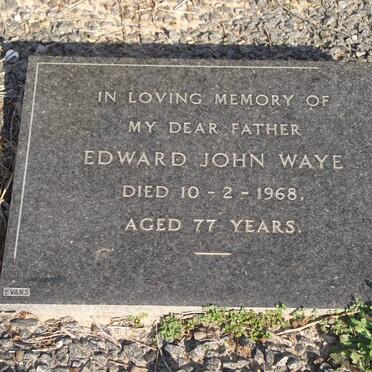 IN LOVING MEMORY OF
MY DEAR FATHER
EDWARD JOHN WAYE
DIED 10 - 2 - 1968.
AGED 77 YEARS.
EVANS